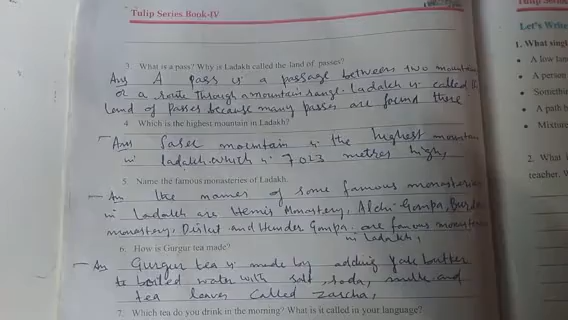 Tulip Series Book-IV
3. What is a pass? Why is Ladakh called the land of passes?
Ans A pass is a passage between two mountain
or a route through a mountain range. Ladakh is called
land of Passes because many passes are found there
4. Which is the highest mountain in Ladakh?
Ans Saser mountain is the highest mountain
in ladakh which is 7,013 metres high,
5. Name the famous monasteries of Ladakh.
Ans the names of some famous monasteries
in Ladakh are Hemis Monastery, Alchi Gompa,
monastery, Diskit and Hunder Gompa. are famous
in Ladakh,
6. How is Gurgur tea made?
Ans Gurgur tea is made by adding yak butter
to boiled water with salt, soda, milk and
tea leaves called zascha,
7. Which tea do you drink in the morning? What is it called in your language?
Tulip
Let's Write
1. What singl
• A low lan
• A person
• Somethi
• A path
• Mixture
2. What i
teacher. W